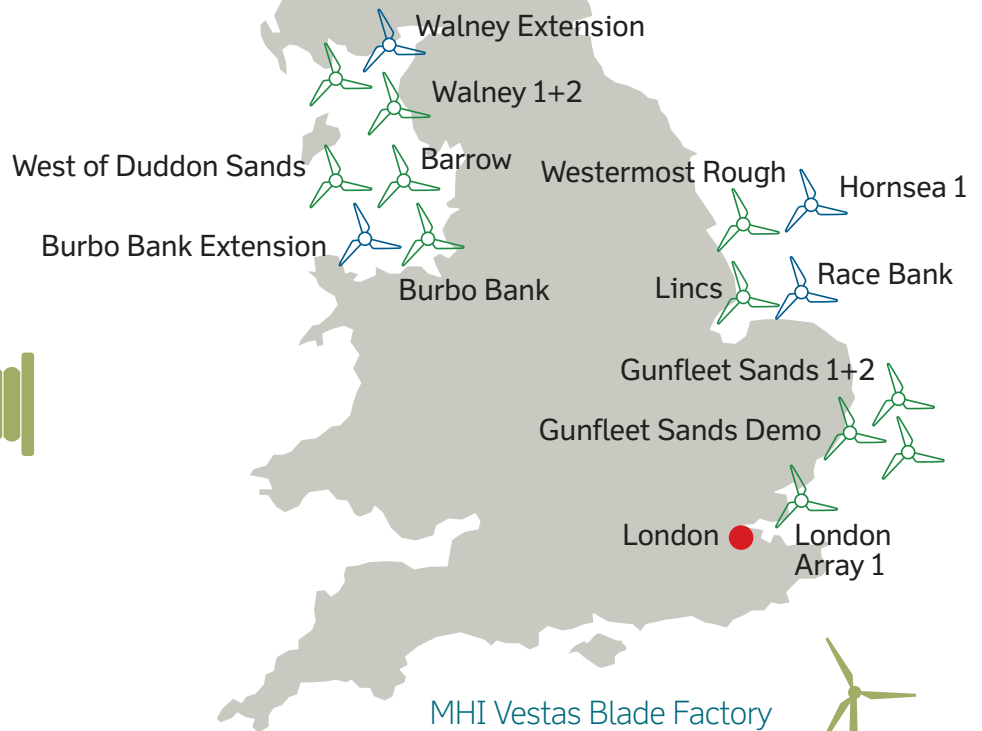 Walney Extension
Walney 1+2
Barrow
West of Duddon Sands
Westermost Rough
Hornsea 1
Burbo Bank Extension
Burbo Bank
Lincs
Race Bank
Gunfleet Sands 1+2
Gunfleet Sands Demo
London
London
Array 1
MHI Vestas Blade Factory